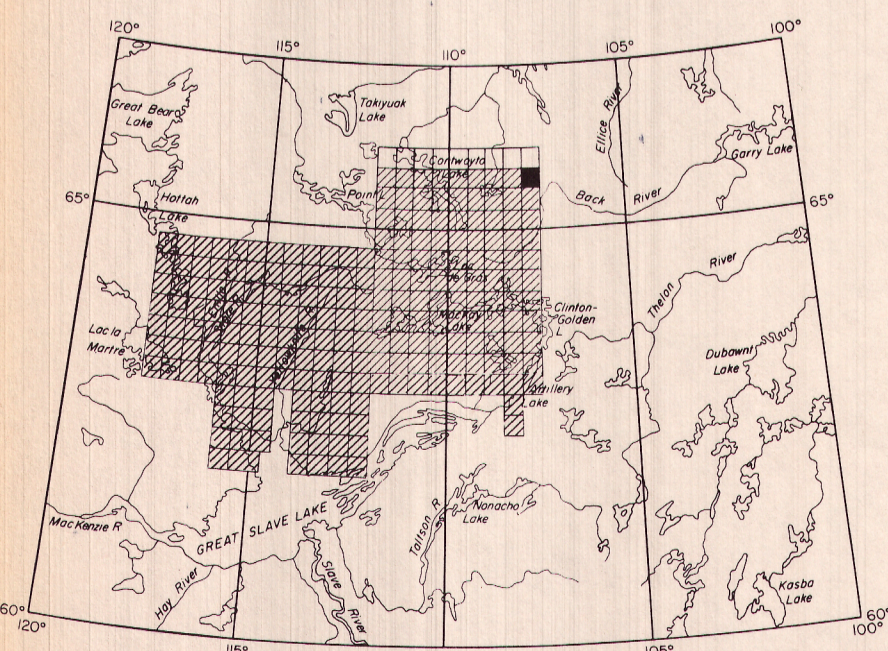 120°
115°
110°
105°
100°
Great Bear
Lake
Takiyuak
Lake
Ellice River
Garry Lake
Contwoyto
Lake
Point L
Back River
65°
65°
Hottah
Lake
River
Thelon
de Gras
Mackay
Lake
Clinton-
Golden
L
Lac la
Martre
Dubawnt
Lake
Artillery
Lake
Nonacho
Lake
Taltson R
GREAT SLAVE LAKE
MacKenzie R
Hay River
Slave River
Kasba
Lake
60°
120°
115°
105°
60°
100°